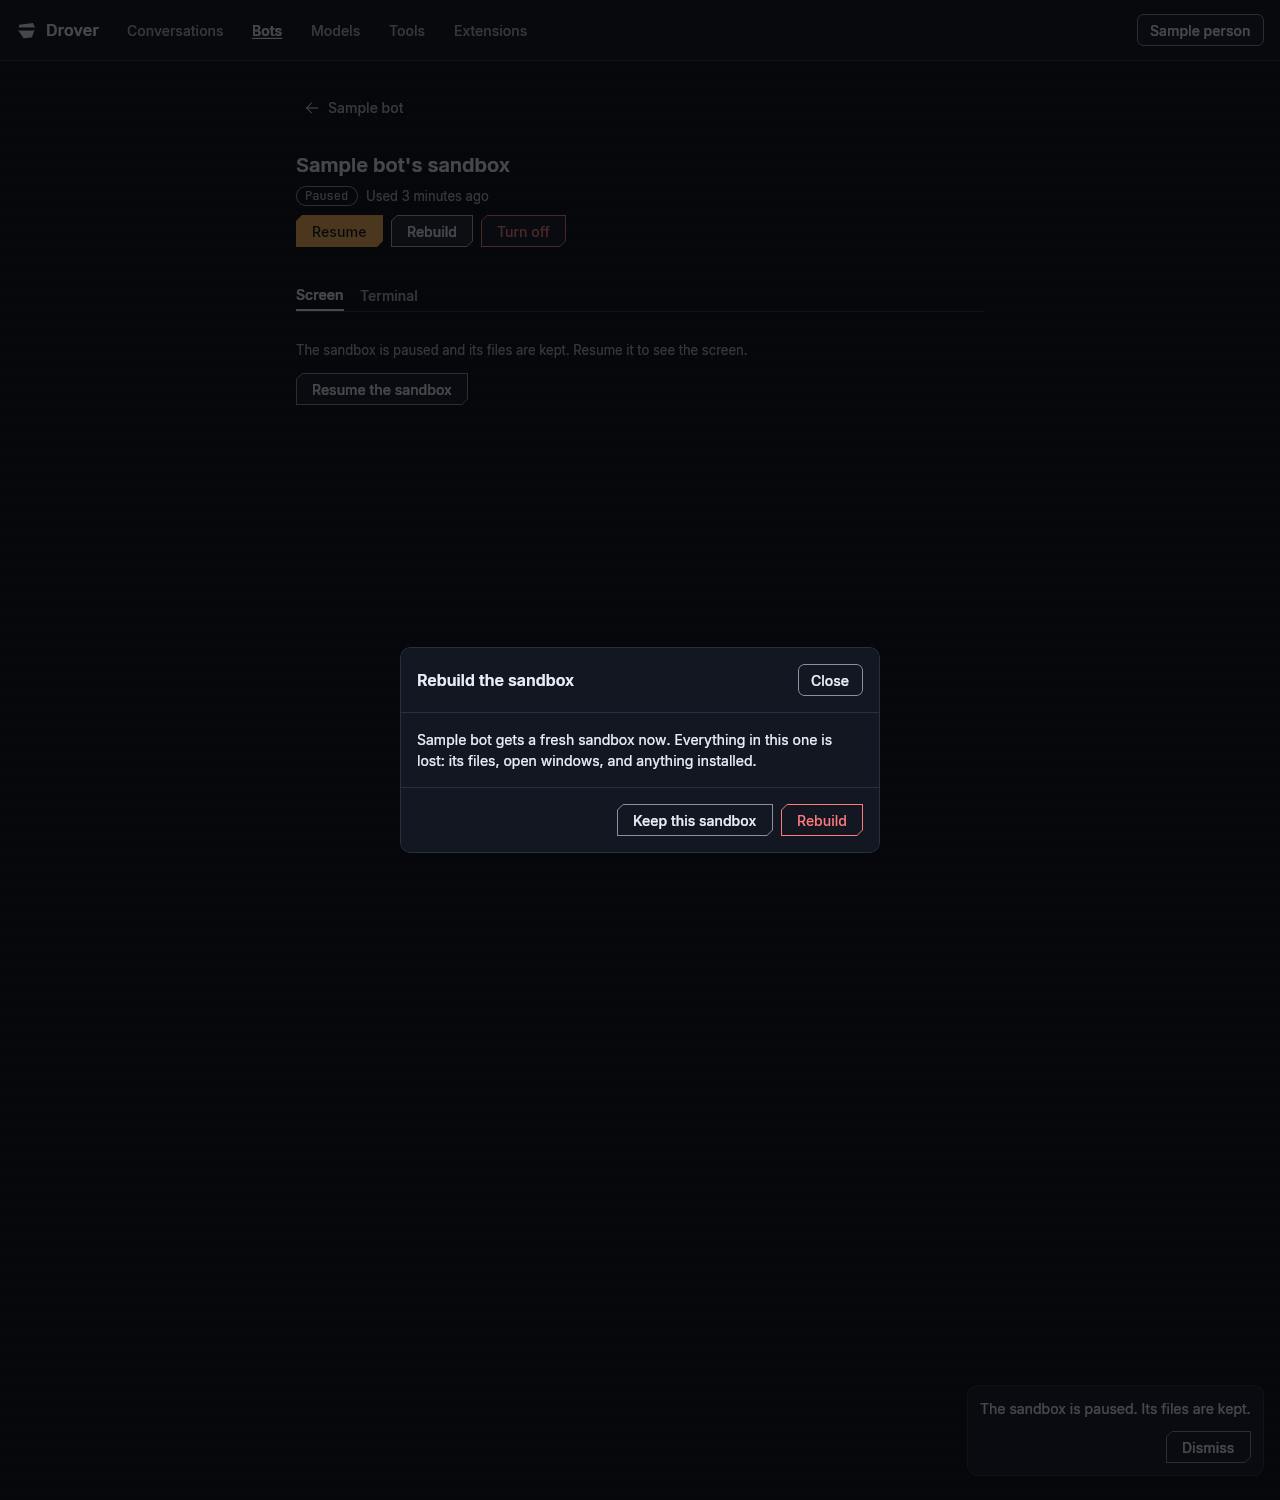 Drover
Conversations
Bots
Models
Tools
Extensions
Sample person
Sample bot
Sample bot's sandbox
Paused
Used 3 minutes ago
Resume
Rebuild
Turn off
Screen
Terminal
The sandbox is paused and its files are kept. Resume it to see the screen.
Resume the sandbox
Rebuild the sandbox
Close
Sample bot gets a fresh sandbox now. Everything in this one is
lost: its files, open windows, and anything installed.
Keep this sandbox
Rebuild
The sandbox is paused. Its files are kept.
Dismiss